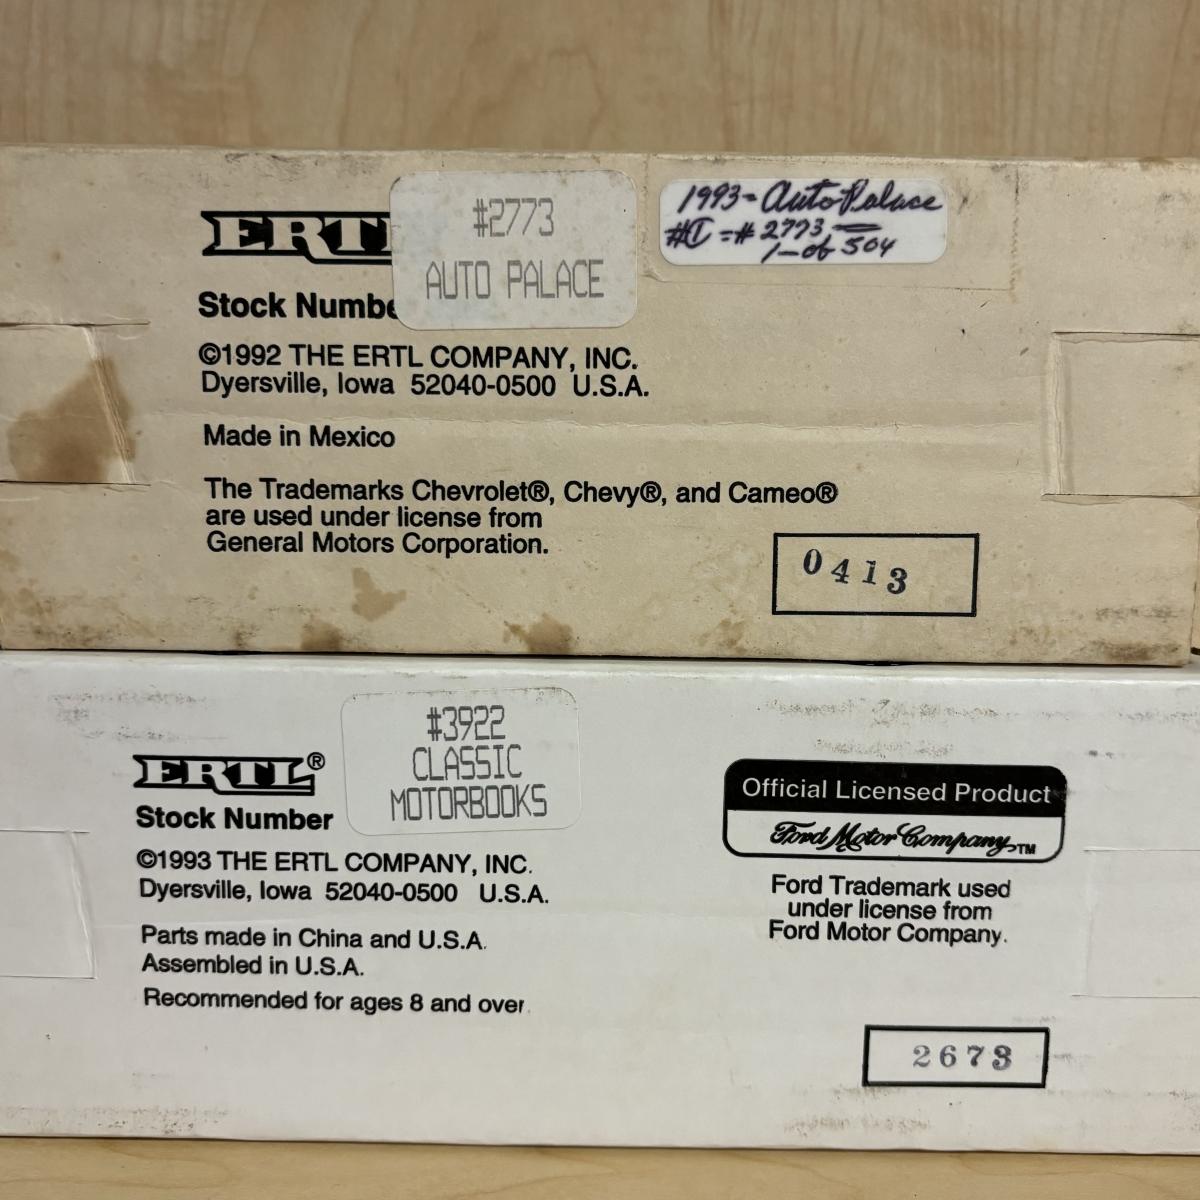 ERTL
#2773
AUTO PALACE
1993- Auto Palace
# = # 2773
1-of 504
Stock Numbe
©1992 THE ERTL COMPANY, INC.
Dyersville, Iowa 52040-0500 U.S.A.
Made in Mexico
The Trademarks Chevrolet®, Chevy®, and Cameo®
are used under license from
General Motors Corporation.
0413
ERTL®
#3922
CLASSIC
MOTORBOOKS
Stock Number
©1993 THE ERTL COMPANY, INC.
Dyersville, Iowa 52040-0500 U.S.A.
Parts made in China and U.S.A.
Assembled in U.S.A.
Recommended for ages 8 and over.
Official Licensed Product
Ford Motor Company™
Ford Trademark used
under license from
Ford Motor Company.
2673